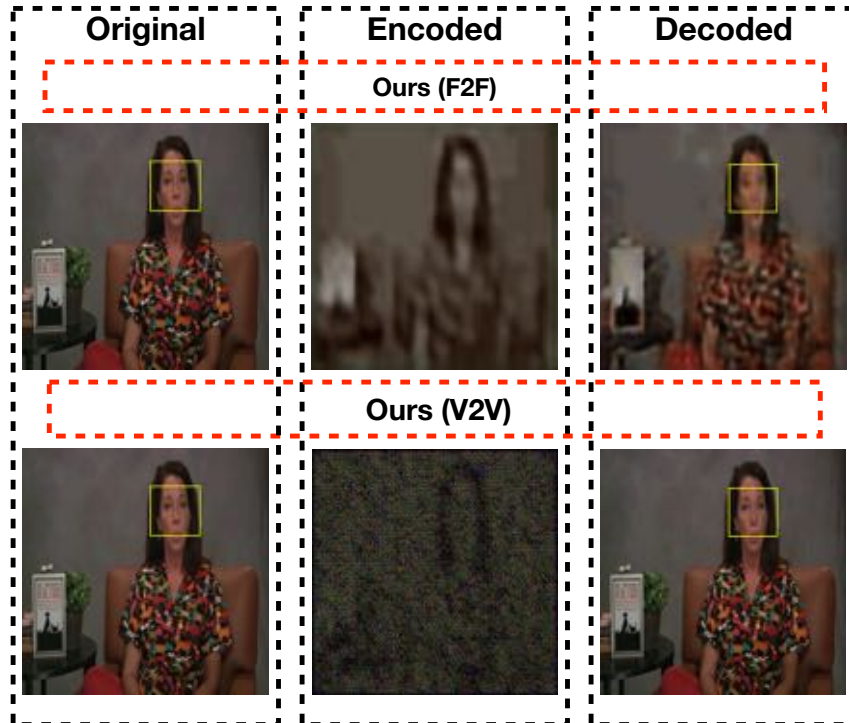 Original
Encoded
Decoded
Ours (F2F)
Ours (V2V)